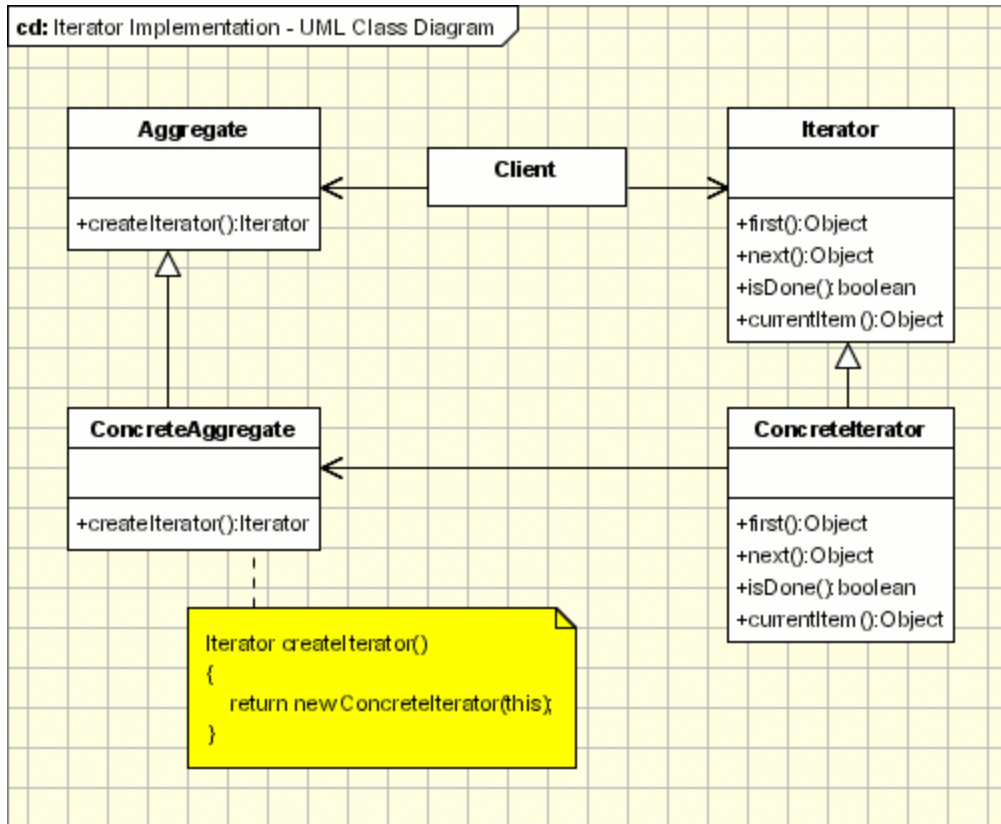 cd: Iterator Implementation - UML Class Diagram
Aggregate
+createIterator():Iterator
Client
Iterator
+first():Object
+next():Object
+isDone():boolean
+currentItem():Object
ConcreteAggregate
+createIterator():Iterator
ConcreteIterator
+first():Object
+next():Object
+isDone():boolean
+currentItem():Object
Iterator createIterator()
{
return new ConcreteIterator(this);
}